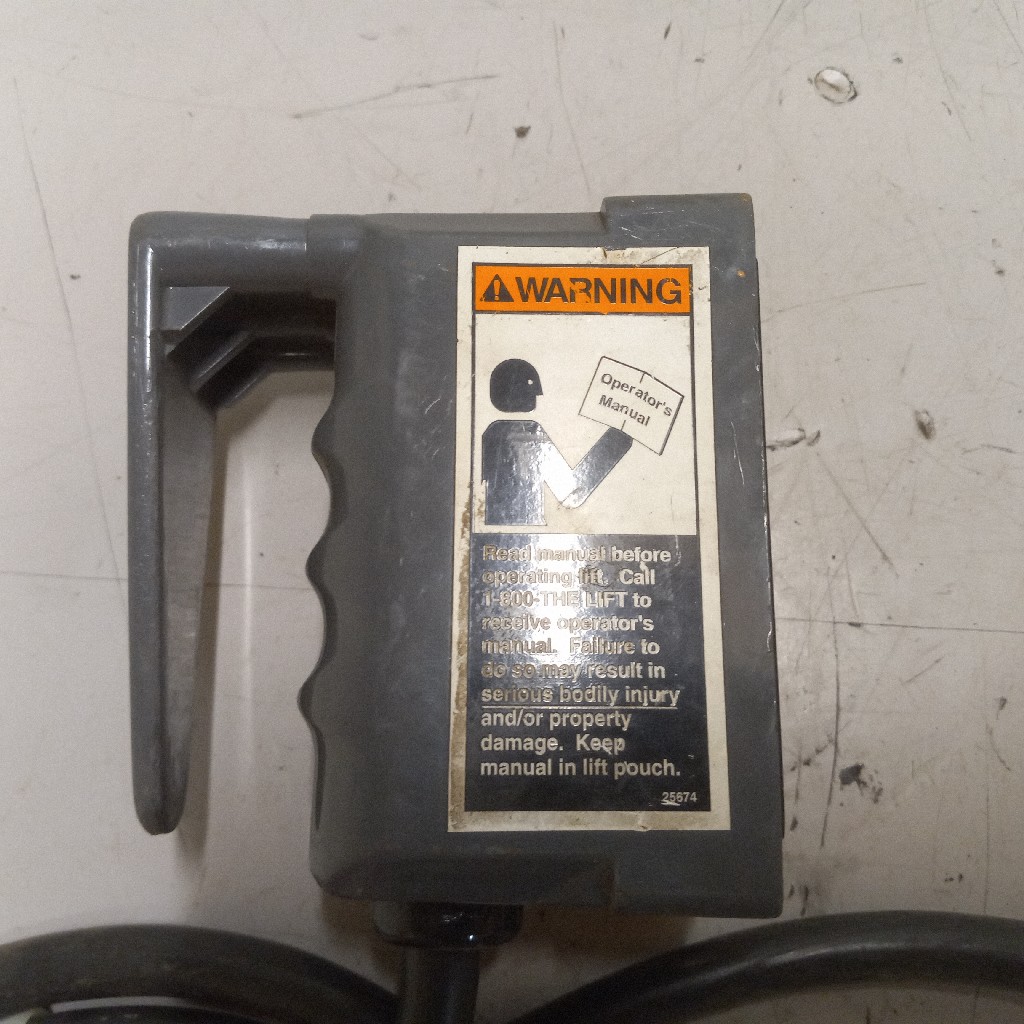 WARNING
Operator's
Manual
Read manual before
operating lift. Call
1-800-THE LIFT to
receive operator's
manual. Failure to
do so may result in
serious bodily injury
and/or property
damage. Keep
manual in lift pouch.
25674